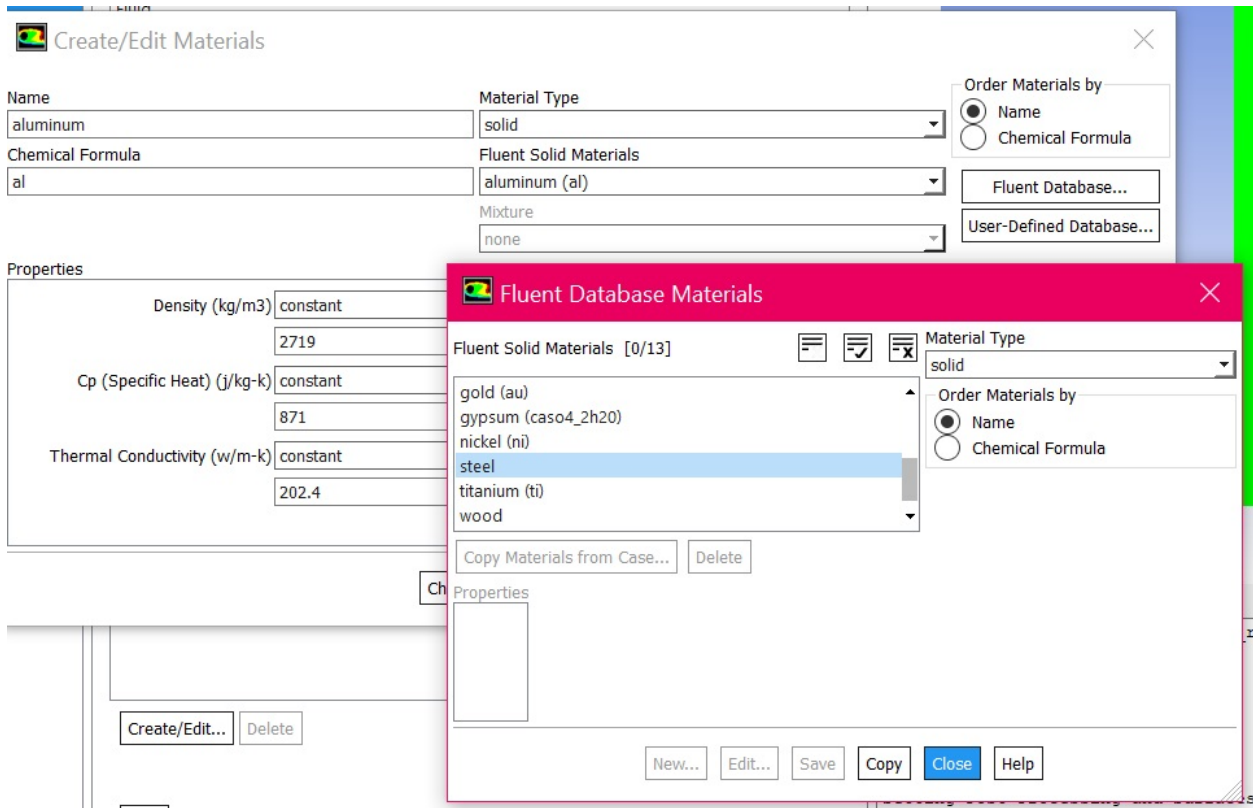 Fluid
Create/Edit Materials
Name
Material Type
Order Materials by
aluminum
solid
Name
Chemical Formula
Chemical Formula
Fluent Solid Materials
al
aluminum (al)
Fluent Database...
Mixture
none
User-Defined Database...
Properties
Density (kg/m3)
constant
2719
Cp (Specific Heat) (j/kg-k)
constant
871
Thermal Conductivity (w/m-k)
constant
202.4
Ch
Fluent Database Materials
Fluent Solid Materials [0/13]
Material Type
solid
gold (au)
gypsum (caso4_2h20)
nickel (ni)
steel
titanium (ti)
wood
Order Materials by
Name
Chemical Formula
Copy Materials from Case...
Delete
Properties
New...
Edit...
Save
Copy
Close
Help
Create/Edit...
Delete